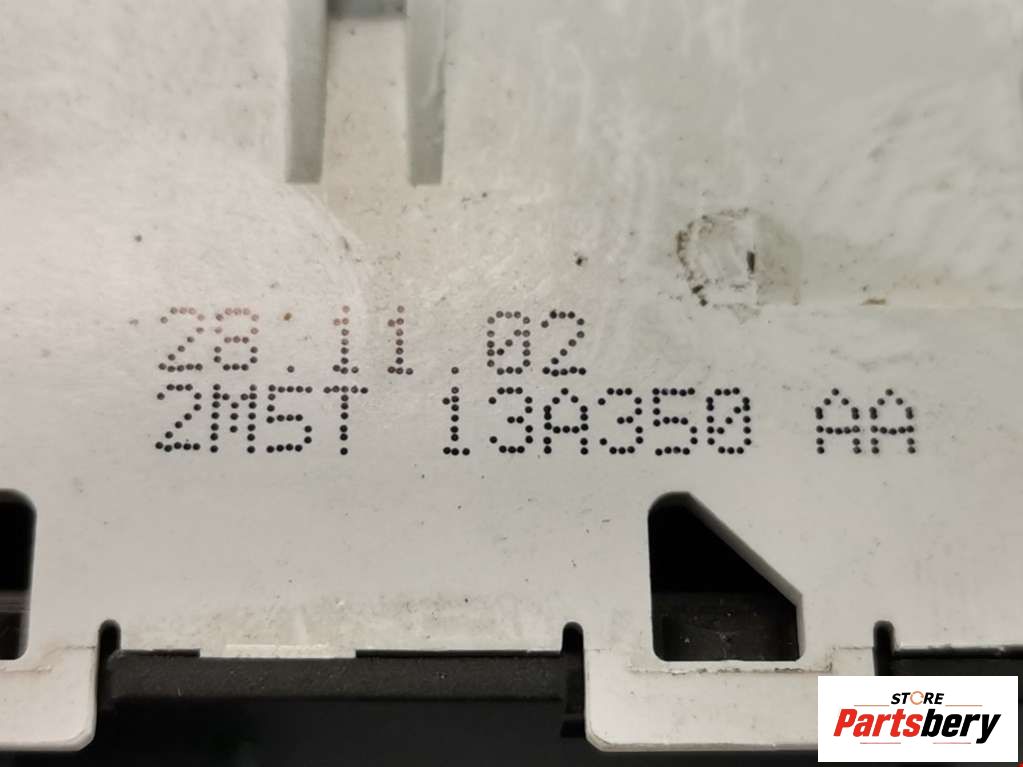 28.11.02
2M5T 13A350 AA
STORE
Partsbery